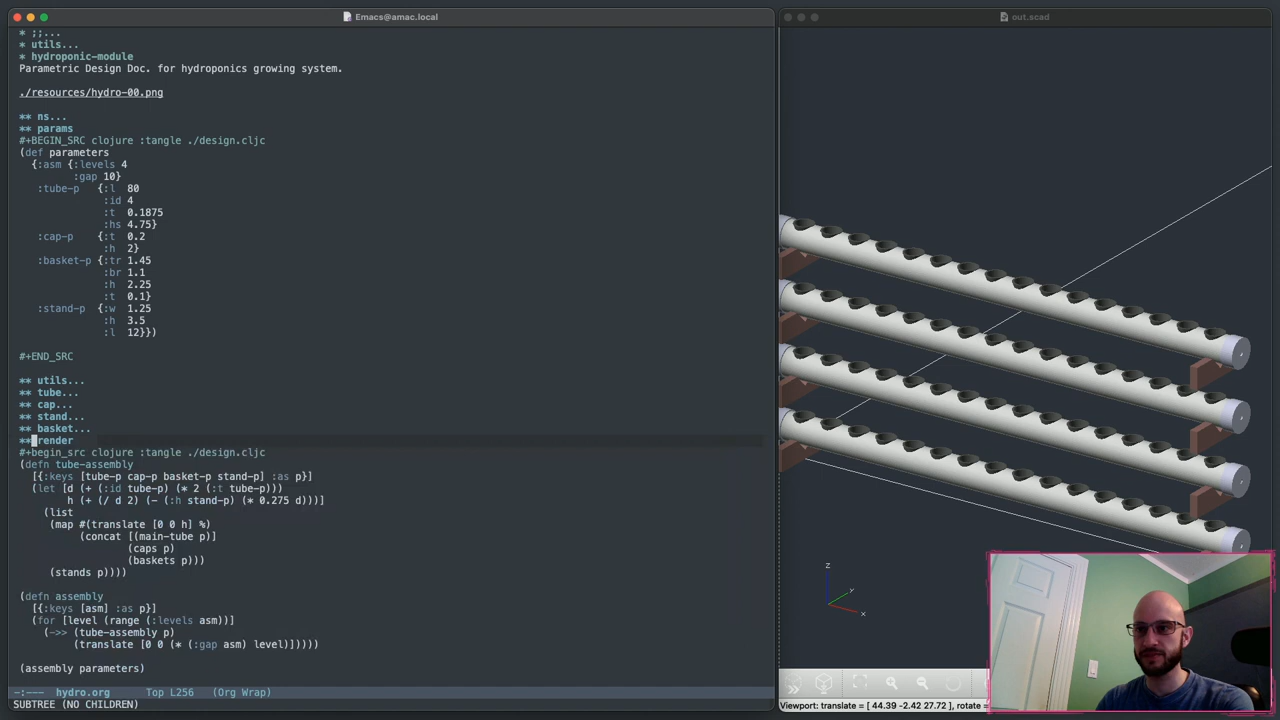 Emacs@amac.local
* ;;...
* utils...
* hydroponic-module
Parametric Design Doc. for hydroponics growing system.
./resources/hydro-00.png
** ns...
** params
#+BEGIN_SRC clojure :tangle ./design.cljc
(def parameters
{:asm {:levels 4
:gap 10}
:tube-p {:l 80
:id 4
:t 0.1875
:hs 4.75}
:cap-p {:t 0.2
:h 2}
:basket-p {:tr 1.45
:br 1.1
:h 2.25
:t 0.1}
:stand-p {:w 1.25
:h 3.5
:l 12}})
#+END_SRC
** utils...
** tube...
** cap...
** stand...
** basket...
** render
#+begin_src clojure :tangle ./design.cljc
(defn tube-assembly
[{:keys [tube-p cap-p basket-p stand-p] :as p}]
(let [d (+ (:id tube-p) (* 2 (:t tube-p)))
h (+ (/ d 2) (- (:h stand-p) (* 0.275 d)))]
(list
(map #(translate [0 0 h] %)
(concat [(main-tube p)]
(caps p)
(baskets p)))
(stands p))))
(defn assembly
[{:keys [asm] :as p}]
(for [level (range (:levels asm))]
(->> (tube-assembly p)
(translate [0 0 (* (:gap asm) level)]))))
(assembly parameters)
-:--- hydro.org Top L256 (Org Wrap)
SUBTREE (NO CHILDREN)
out.scad
Z
Y
X
Viewport: translate = [ 44.39 -2.42 27.72 ], rotate =